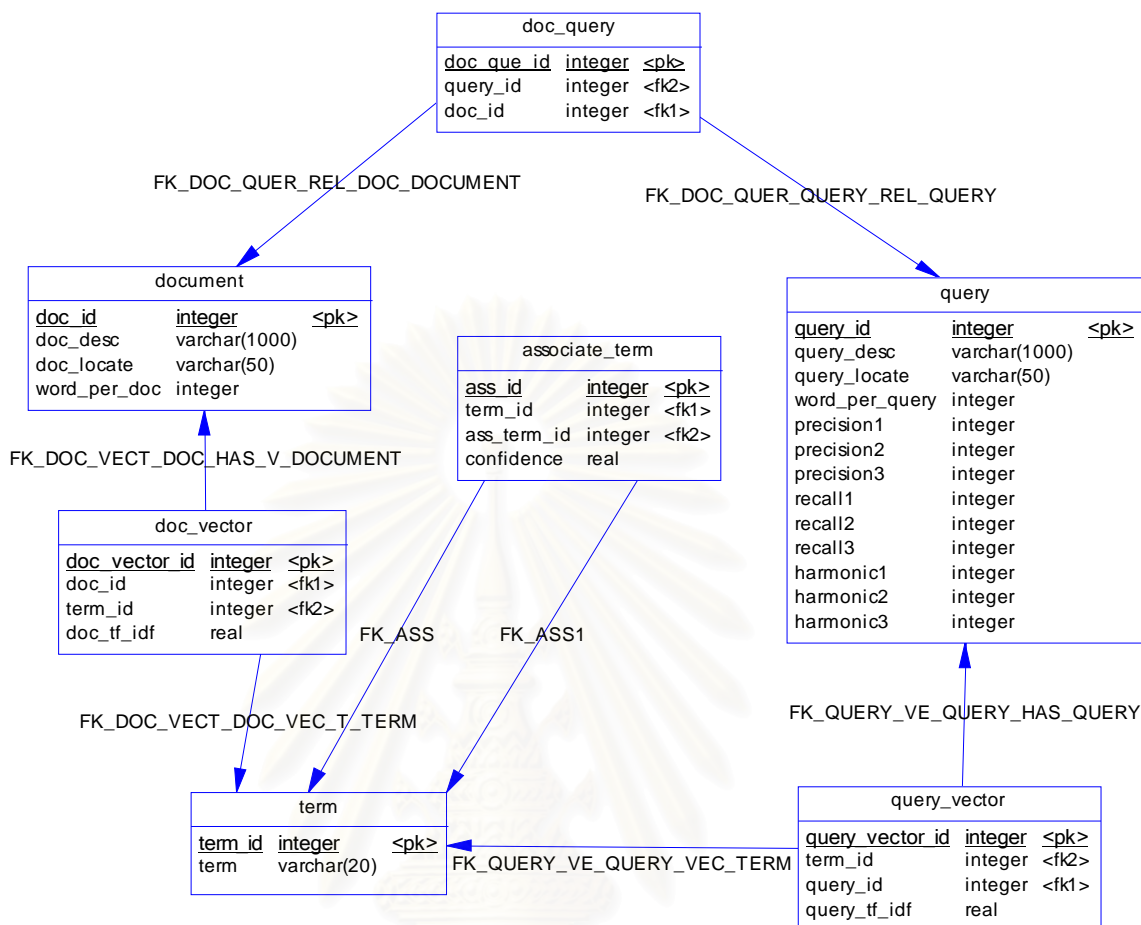 doc_query
doc_que_id integer <pk>
query_id integer <fk2>
doc_id integer <fk1>
FK_DOC_QUER_REL_DOC_DOCUMENT
FK_DOC_QUER_QUERY_REL_QUERY
document
doc_id integer <pk>
doc_desc varchar(1000)
doc_locate varchar(50)
word_per_doc integer
query
query_id integer <pk>
query_desc varchar(1000)
query_locate varchar(50)
word_per_query integer
precision1 integer
precision2 integer
precision3 integer
recall1 integer
recall2 integer
recall3 integer
harmonic1 integer
harmonic2 integer
harmonic3 integer
associate_term
ass_id integer <pk>
term_id integer <fk1>
ass_term_id integer <fk2>
confidence real
FK_DOC_VECT_DOC_HAS_V_DOCUMENT
doc_vector
doc_vector_id integer <pk>
doc_id integer <fk1>
term_id integer <fk2>
doc_tf_idf real
FK_ASS
FK_ASS1
FK_DOC_VECT_DOC_VEC_T_TERM
FK_QUERY_VE_QUERY_HAS_QUERY
term
term_id integer <pk>
term varchar(20)
FK_QUERY_VE_QUERY_VEC_TERM
query_vector
query_vector_id integer <pk>
term_id integer <fk2>
query_id integer <fk1>
query_tf_idf real